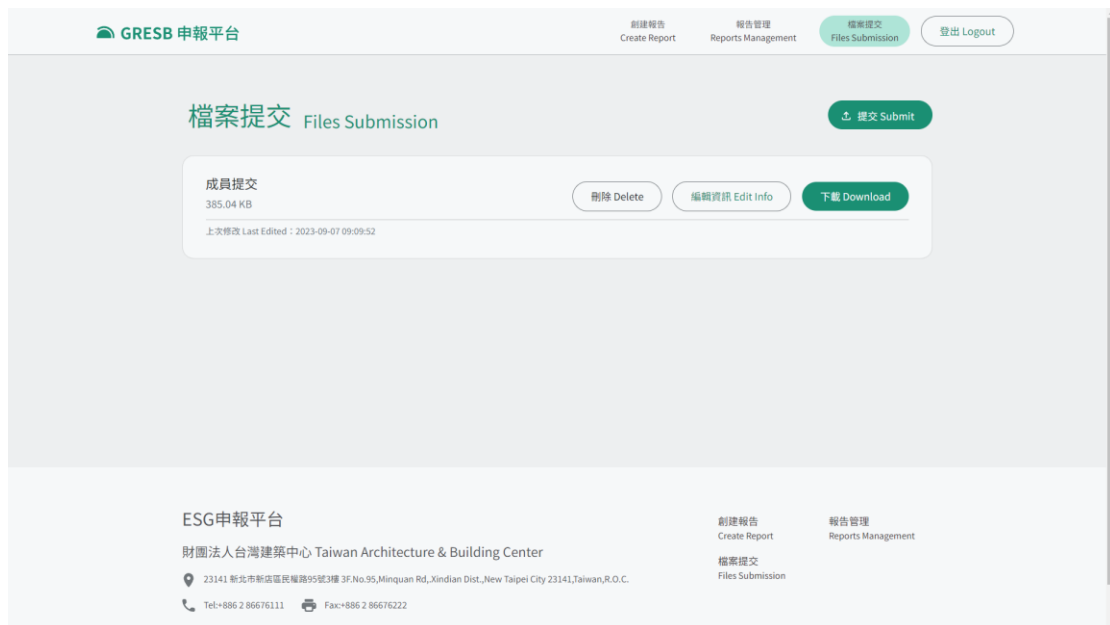 GRESB 申報平台
創建報告
Create Report
報告管理
Reports Management
檔案提交
Files Submission
登出 Logout
檔案提交 Files Submission
提交 Submit
成員提交
385.04 KB
刪除 Delete
編輯資訊 Edit Info
下載 Download
上次修改 Last Edited：2023-09-07 09:09:52
ESG申報平台
財團法人台灣建築中心 Taiwan Architecture & Building Center
23141 新北市新店區民權路95號3樓 3F.No.95,Minquan Rd,.Xindian Dist.,New Taipei City 23141,Taiwan,R.O.C.
Tel:+886 2 86676111
Fax:+886 2 86676222
創建報告
Create Report
報告管理
Reports Management
檔案提交
Files Submission